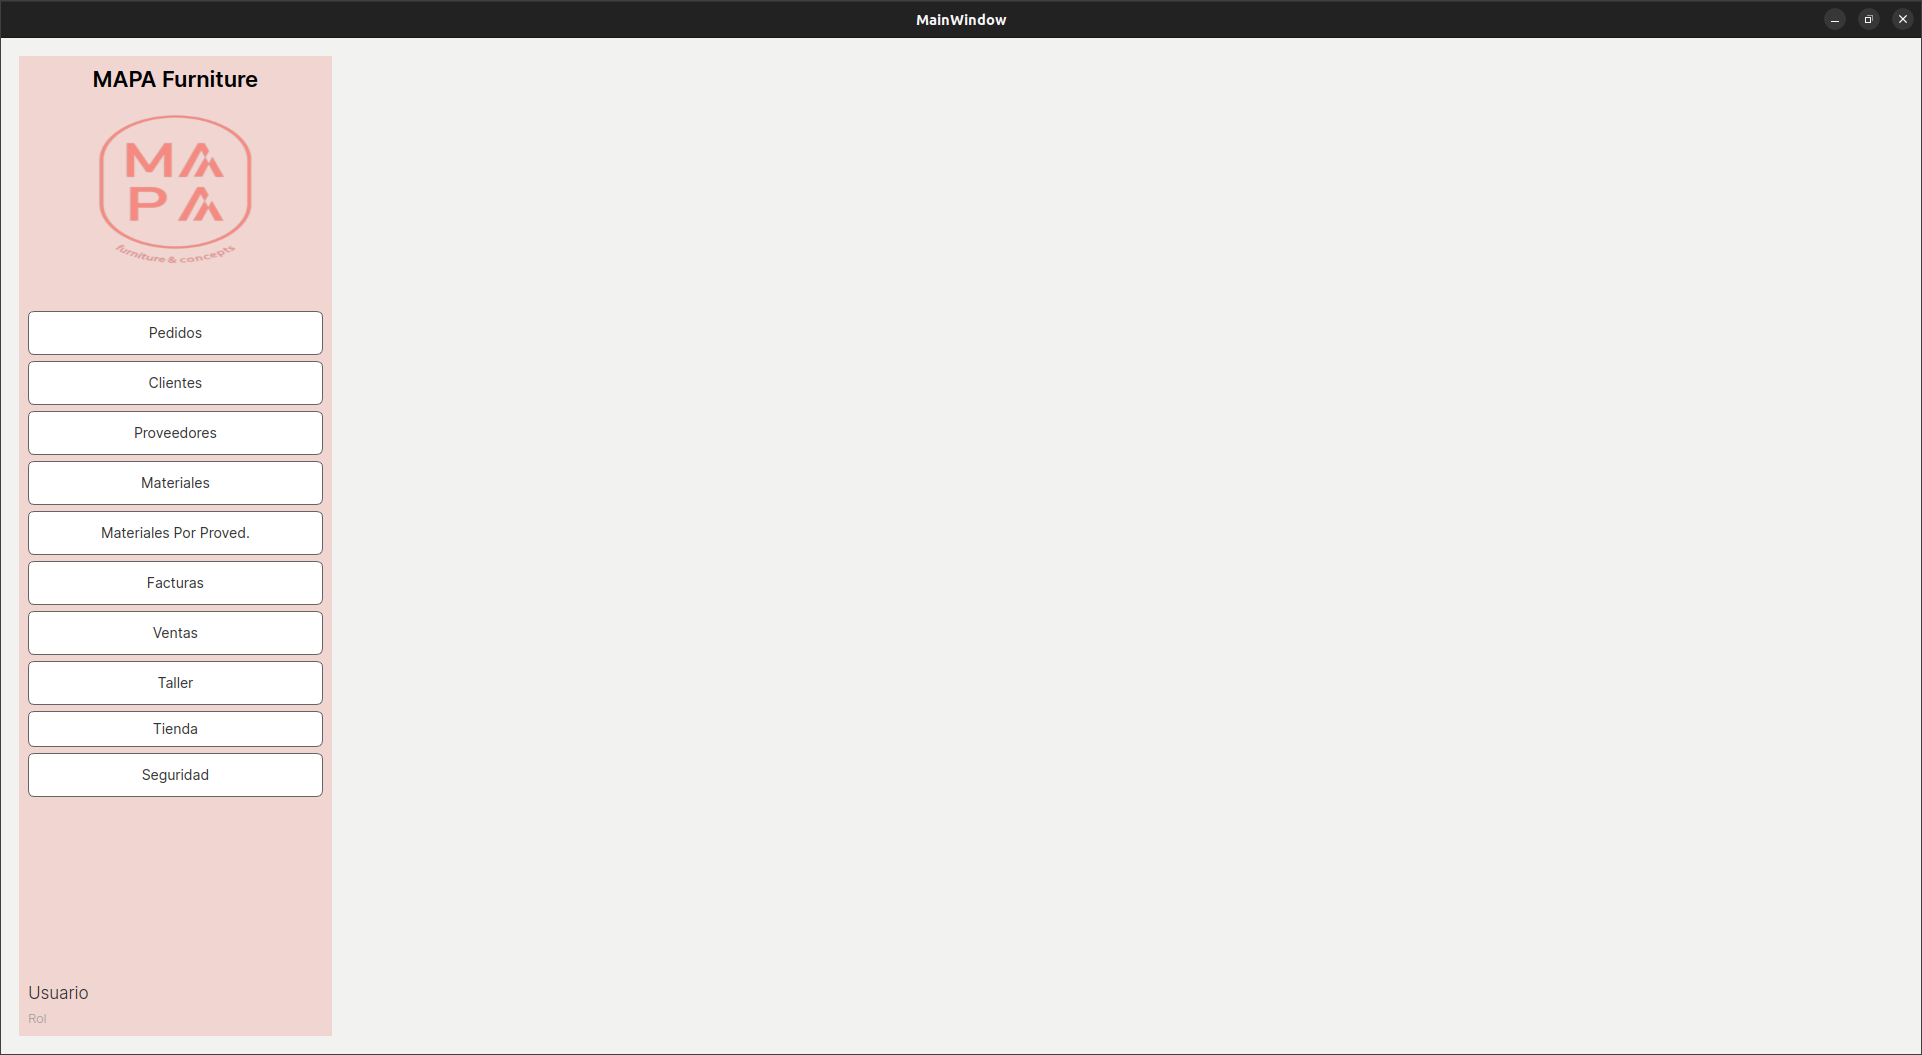 MainWindow
MAPA Furniture
MA
PA
furniture & concepts
Pedidos
Clientes
Proveedores
Materiales
Materiales Por Proved.
Facturas
Ventas
Taller
Tienda
Seguridad
Usuario
Rol